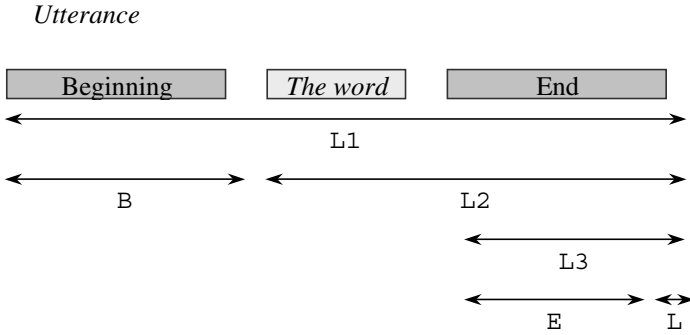 Utterance
Beginning The word End
L1
B L2
L3
E L